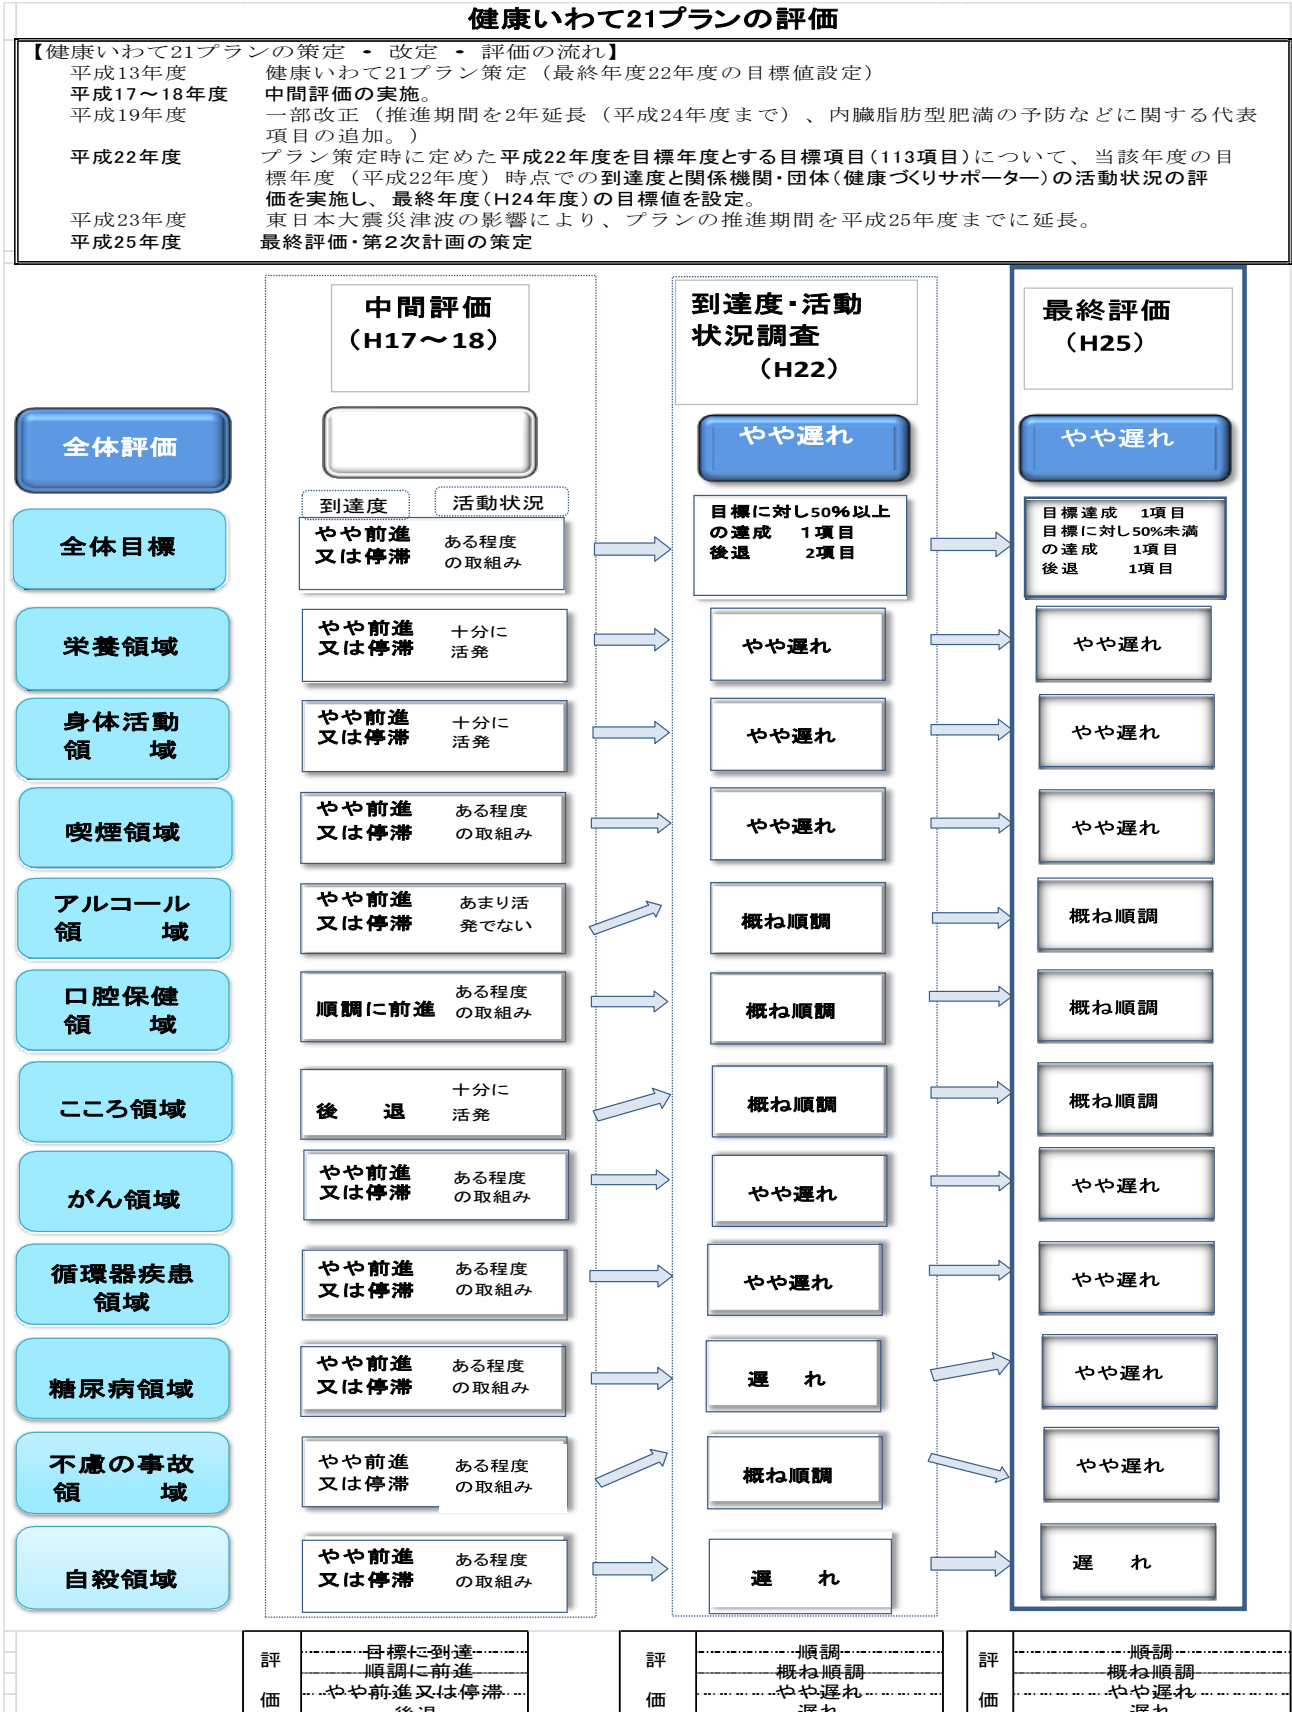 健康いわて21プランの評価
【健康いわて21プランの策定 ・ 改定 ・ 評価の流れ】
平成13年度 健康いわて21プラン策定（最終年度22年度の目標値設定）
平成17～18年度 中間評価の実施。
平成19年度 一部改正（推進期間を2年延長（平成24年度まで）、内臓脂肪型肥満の予防などに関する代表
項目の追加。）
平成22年度 プラン策定時に定めた平成22年度を目標年度とする目標項目（113項目）について、当該年度の目
標年度（平成22年度）時点での到達度と関係機関・団体（健康づくりサポーター）の活動状況の評
価を実施し、最終年度（H24年度）の目標値を設定。
平成23年度 東日本大震災津波の影響により、プランの推進期間を平成25年度までに延長。
平成25年度 最終評価・第2次計画の策定
中間評価
（H17～18）
到達度・活動
状況調査
（H22）
最終評価
（H25）
全体評価
やや遅れ
やや遅れ
到達度 活動状況
全体目標
やや前進
又は停滞
ある程度
の取組み
目標に対し50%以上
の達成 1項目
後退 2項目
目標達成 1項目
目標に対し50%未満
の達成 1項目
後退 1項目
栄養領域
やや前進
又は停滞
十分に
活発
やや遅れ
やや遅れ
身体活動
領 域
やや前進
又は停滞
十分に
活発
やや遅れ
やや遅れ
喫煙領域
やや前進
又は停滞
ある程度
の取組み
やや遅れ
やや遅れ
アルコール
領 域
やや前進
又は停滞
あまり活
発でない
概ね順調
概ね順調
口腔保健
領 域
順調に前進
ある程度
の取組み
概ね順調
概ね順調
こころ領域
後 退
十分に
活発
概ね順調
概ね順調
がん領域
やや前進
又は停滞
ある程度
の取組み
やや遅れ
やや遅れ
循環器疾患
領域
やや前進
又は停滞
ある程度
の取組み
やや遅れ
やや遅れ
糖尿病領域
やや前進
又は停滞
ある程度
の取組み
遅 れ
やや遅れ
不慮の事故
領 域
やや前進
又は停滞
ある程度
の取組み
概ね順調
やや遅れ
自殺領域
やや前進
又は停滞
ある程度
の取組み
遅 れ
遅 れ
評
価
目標に到達
順調に前進
やや前進又は停滞
後退
評
価
順調
概ね順調
やや遅れ
遅れ
評
価
順調
概ね順調
やや遅れ
遅れ